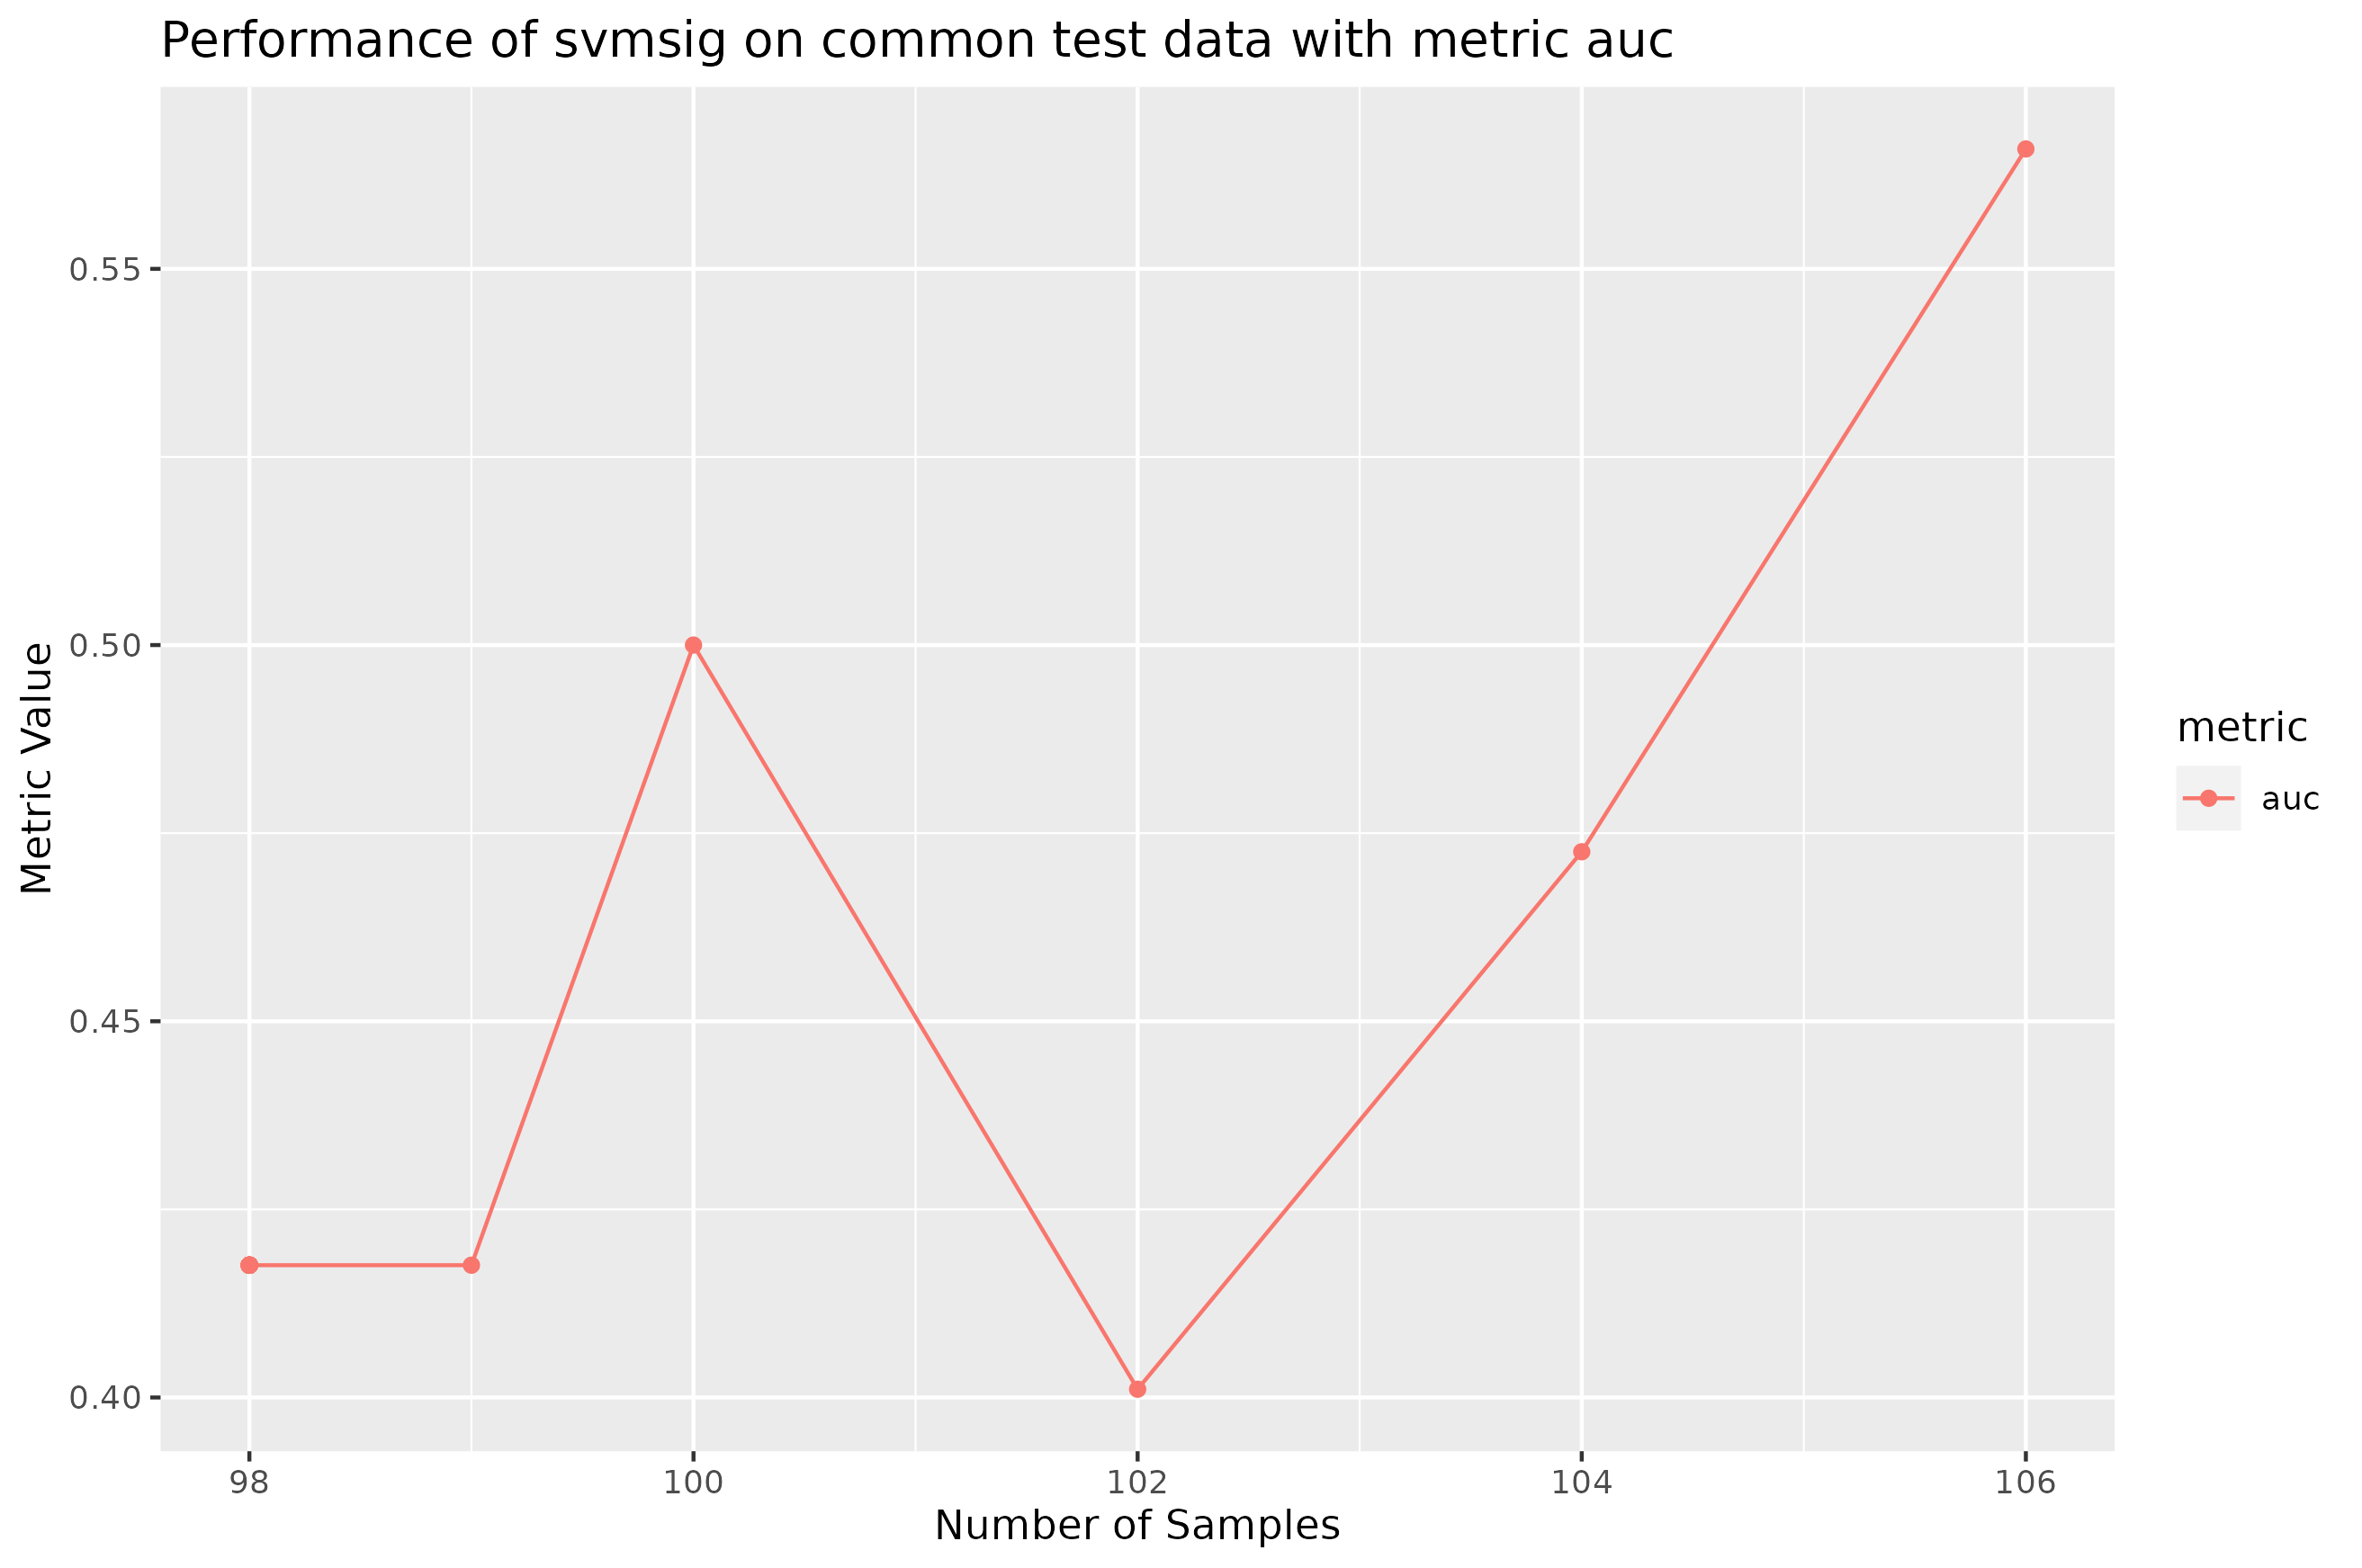 Performance of svmsig on common test data with metric auc
Metric Value
0.55
0.50
0.45
0.40
98 100 102 104 106
Number of Samples
metric
auc